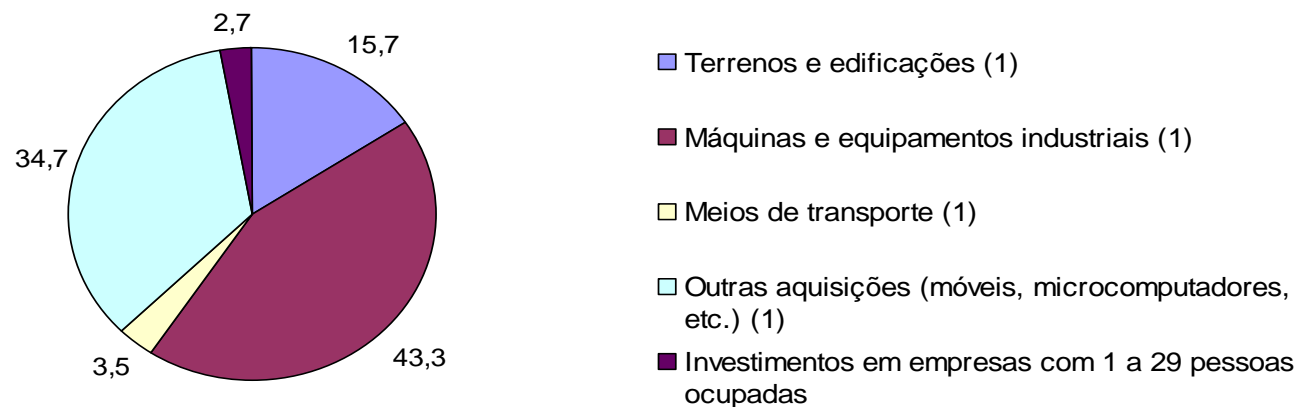 2,7
15,7
34,7
3,5
43,3
Terrenos e edificações (1)
Máquinas e equipamentos industriais (1)
Meios de transporte (1)
Outras aquisições (móveis, microcomputadores,
etc.) (1)
Investimentos em empresas com 1 a 29 pessoas
ocupadas